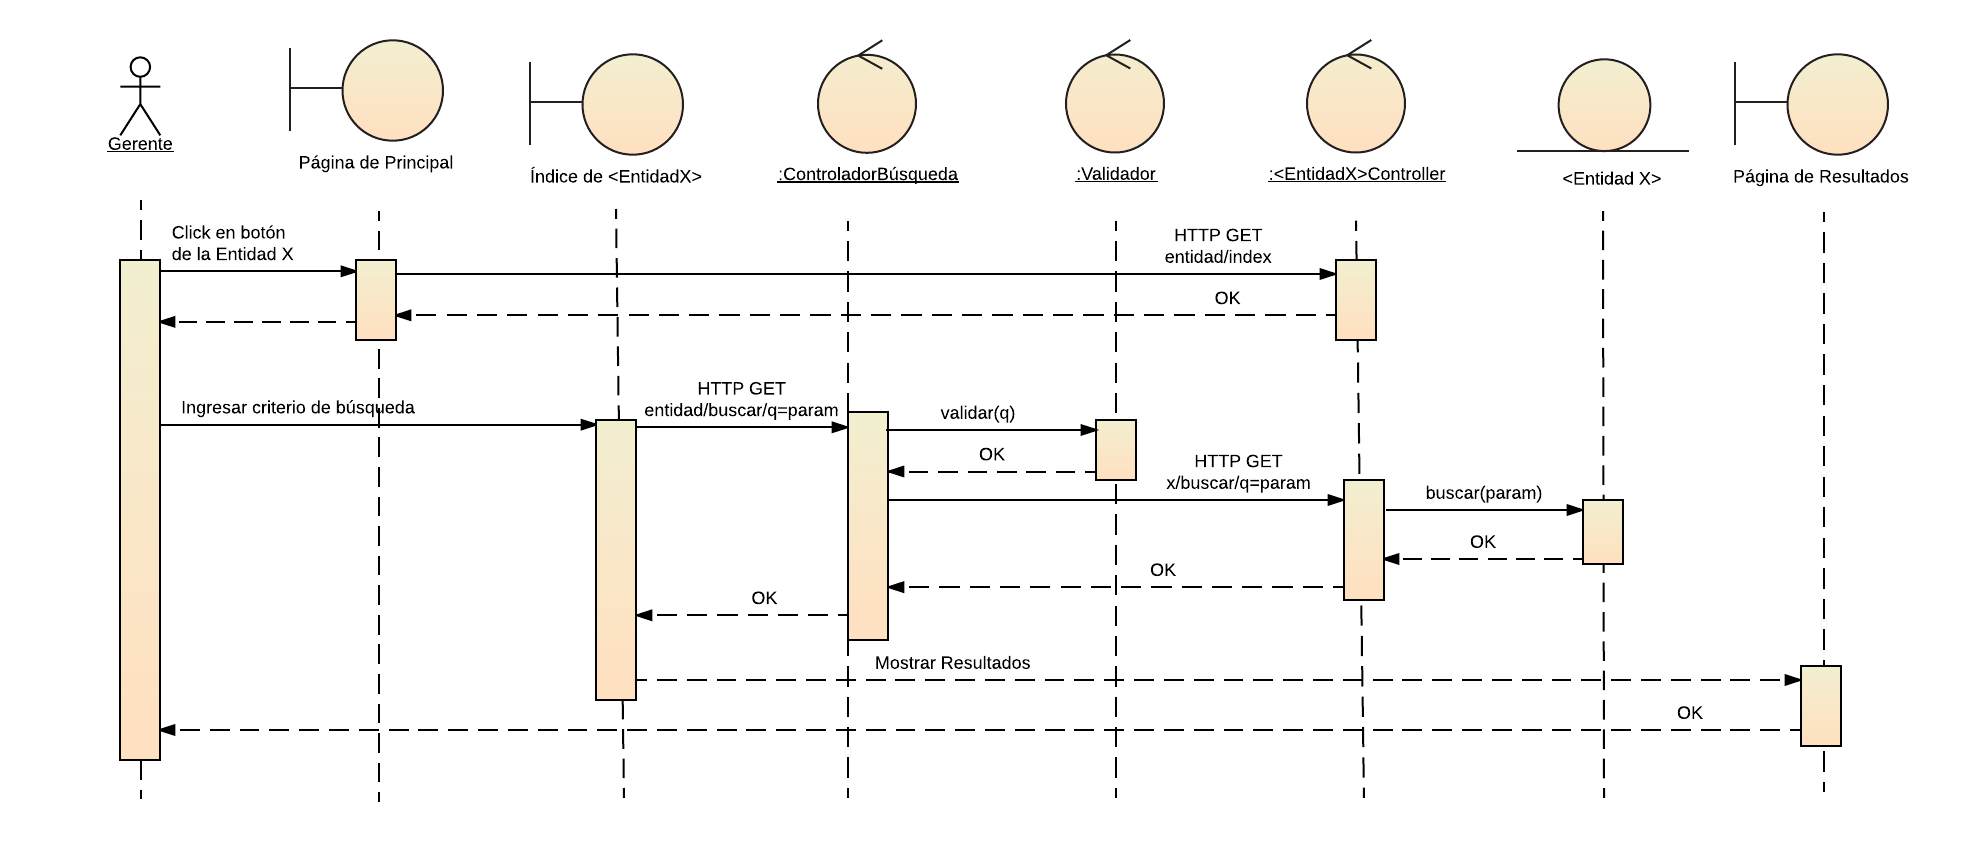 Gerente
Página de Principal
Índice de <EntidadX>
:ControladorBúsqueda
:Validador
:<EntidadX>Controller
<Entidad X>
Página de Resultados
Click en botón
de la Entidad X
HTTP GET
entidad/index
OK
Ingresar criterio de búsqueda
HTTP GET
entidad/buscar/q=param
validar(q)
OK
HTTP GET
x/buscar/q=param
buscar(param)
OK
OK
OK
Mostrar Resultados
OK